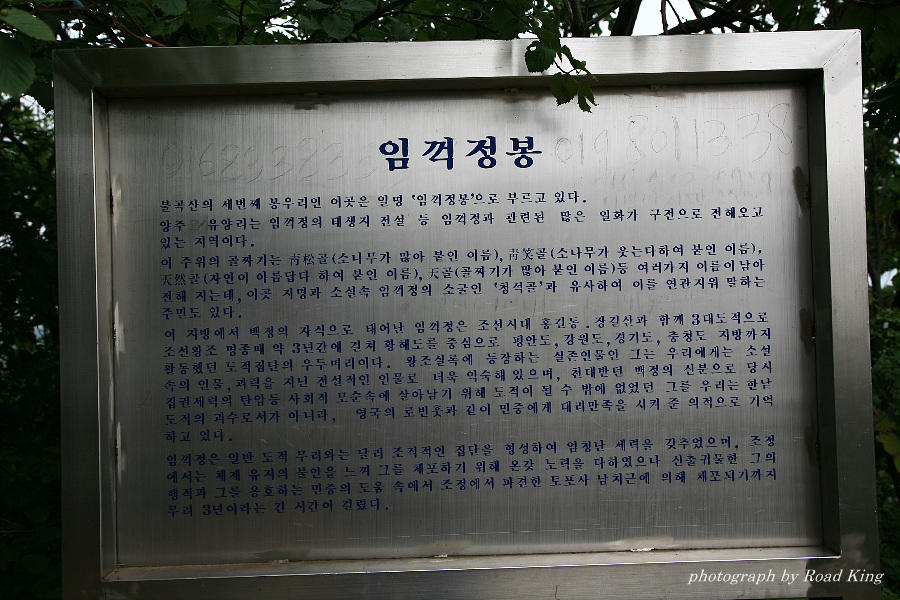 임꺽정봉
불곡산의 세번째 봉우리인 이곳은 일명 '임꺽정봉'으로 부르고 있다.
양주 유양리는 임꺽정의 태생지 전설 등 임꺽정과 관련된 많은 일화가 구전으로 전해오고
있는 지역이다.
이 주위의 골짜기는 靑松골(소나무가 많아 붙인 이름), 靑笑골(소나무가 웃는다하여 붙인 이름),
天然골(자연이 아름답다 하여 붙인 이름), 天골(골짜기가 많아 붙인 이름)등 여러가지 이름이 남아
전해 지는데, 이곳 지명과 소설속 임꺽정의 소굴인 '청석골'과 유사하여 이를 연관지워 말하는
주민도 있다.
이 지방에서 백정의 자식으로 태어난 임꺽정은 조선시대 홍길동.장길산과 함께 3대도적으로
조선왕조 명종때 약 3년간에 걸쳐 황해도를 중심으로 평안도,강원도,경기도, 충청도 지방까지
활동했던 도적집단의 우두머리이다. 왕조실록에 등장하는 실존인물인 그는 우리에게는 소설
속의 인물,괴력을 지닌 전설적인 인물로 더욱 익숙해 있으며, 천대받던 백정의 신분으로 당시
집권세력의 탄압등 사회적 모순속에 살아남기 위해 도적이 될 수 밖에 없었던 그를 우리는 한낱
도적의 괴수로서가 아니라, 영국의 로빈훗과 같이 민중에게 대리만족을 시켜 준 의적으로 기억
하고 있다.
임꺽정은 일반 도적 무리와는 달리 조직적인 집단을 형성하여 엄청난 세력을 갖추었으며, 조정
에서는 체제 유지의 불안을 느껴 그를 체포하기 위해 온갖 노력을 다하였으나 신출귀몰한 그의
행적과 그를 옹호하는 민중의 도움 속에서 조정에서 파견한 토포사 남치근에 의해 체포되기까지
무려 3년이라는 긴 시간이 걸렸다.
photograph by Road King